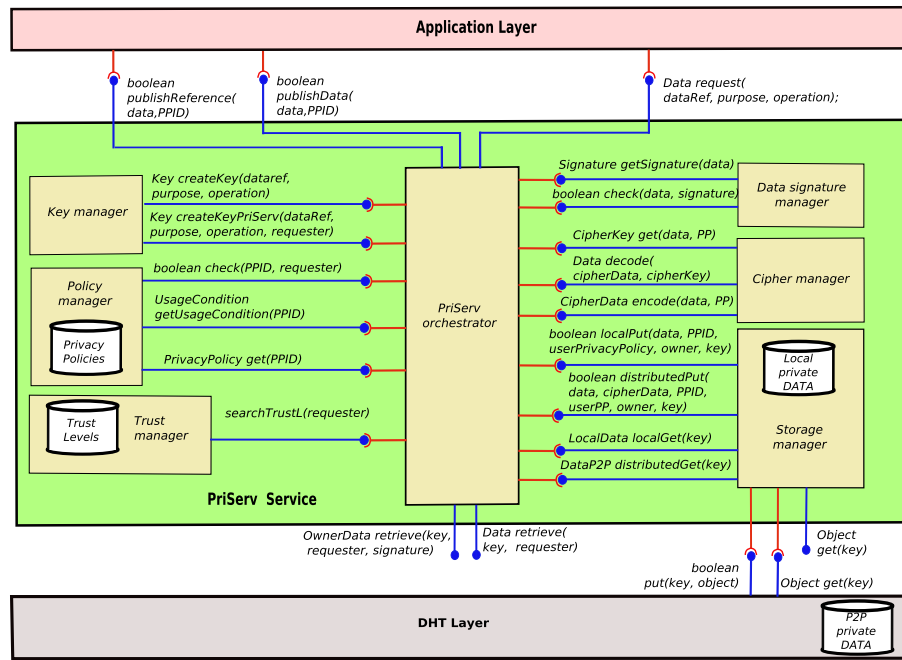 Application Layer
boolean
publishReference(
data,PPID)
boolean
publishData(
data,PPID)
Data request(
dataRef, purpose, operation);
Key manager
Key createKey(dataref,
purpose, operation)
Key createKeyPriServ(dataRef,
purpose, operation, requester)
Policy
manager
Privacy
Policies
boolean check(PPID, requester)
UsageCondition
getUsageCondition(PPID)
PrivacyPolicy get(PPID)
Trust
Levels
Trust
manager
searchTrustL(requester)
PriServ Service
PriServ
orchestrator
Signature getSignature(data)
boolean check(data, signature)
Data signature
manager
CipherKey get(data, PP)
Data decode(
cipherData, cipherKey)
CipherData encode(data, PP)
Cipher manager
boolean localPut(data, PPID,
userPrivacyPolicy, owner, key)
boolean distributedPut(
data, cipherData, PPID,
userPP, owner, key)
LocalData localGet(key)
DataP2P distributedGet(key)
Local
private
DATA
Storage
manager
OwnerData retrieve(key,
requester, signature)
Data retrieve(
key, requester)
boolean
put(key, object)
Object get(key)
Object
get(key)
DHT Layer
P2P
private
DATA